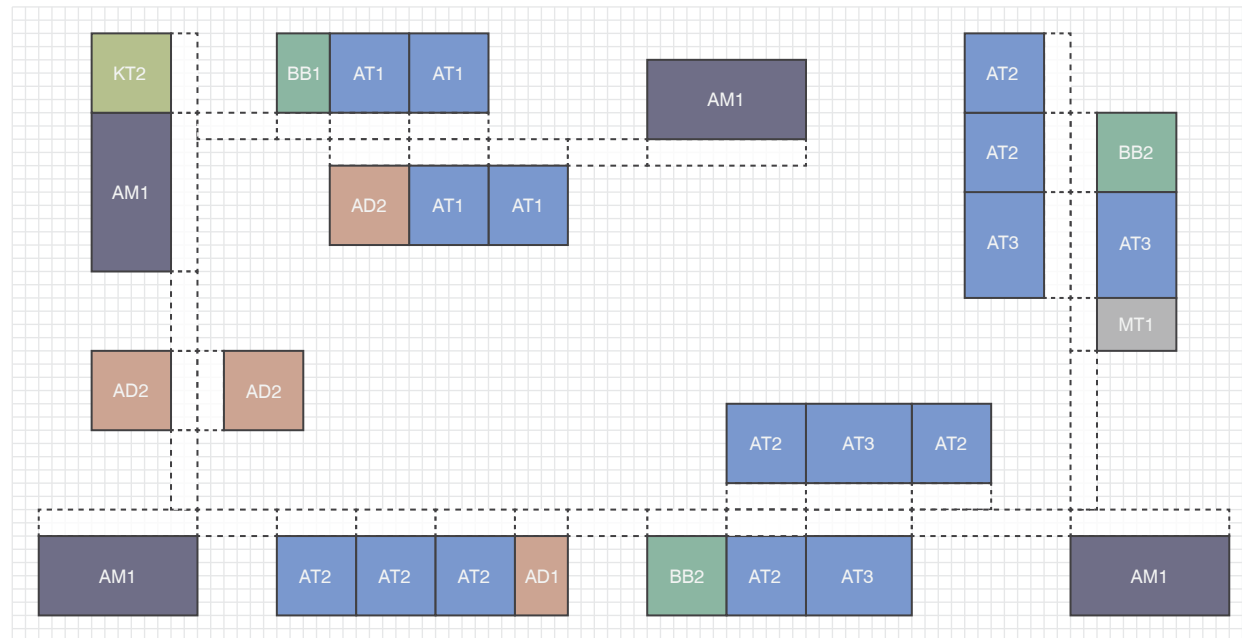 KT2
BB1 AT1 AT1
AM1
AT2
AM1
AT2
BB2
AD2 AT1 AT1
AT3
AT3
MT1
AD2
AD2
AT2 AT3 AT2
AM1
AT2 AT2 AT2 AD1
BB2 AT2 AT3
AM1